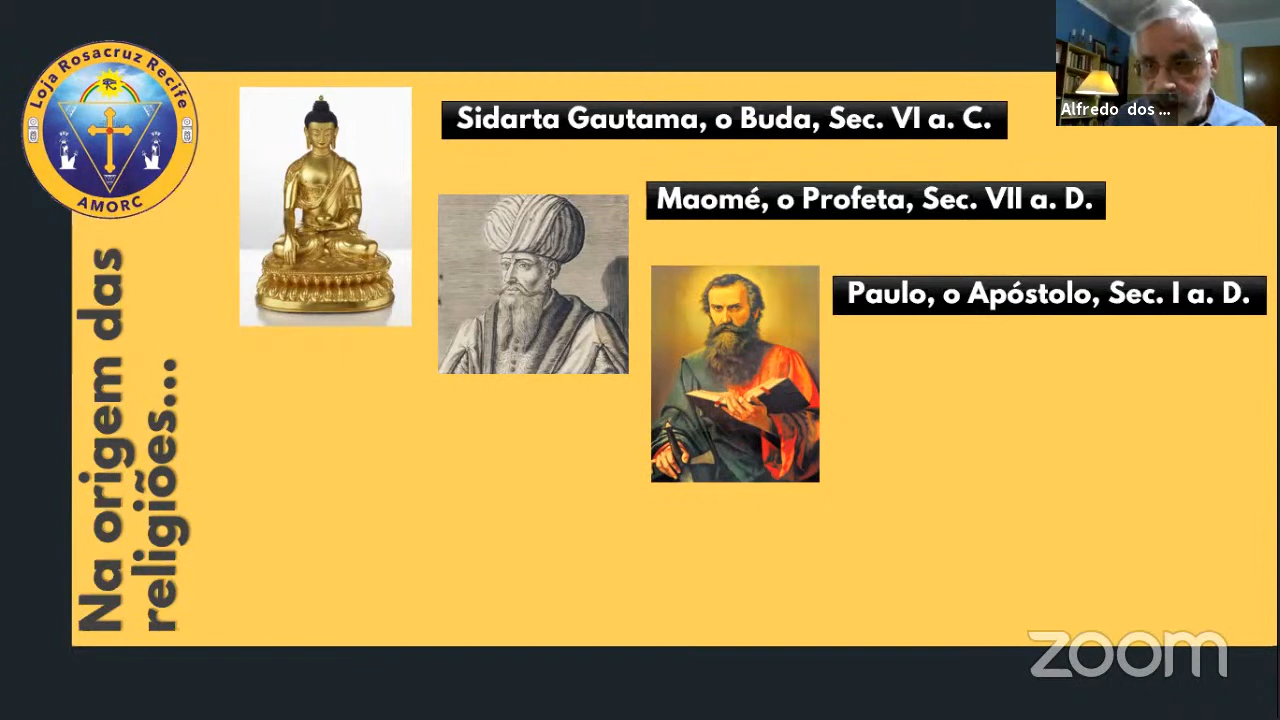 Loja Rosacruz Recife
AMORC
Na origem das
religiões...
Sidarta Gautama, o Buda, Sec. VI a. C.
Maomé, o Profeta, Sec. VII a. D.
Paulo, o Apóstolo, Sec. I a. D.
Alfredo dos ...
zoom